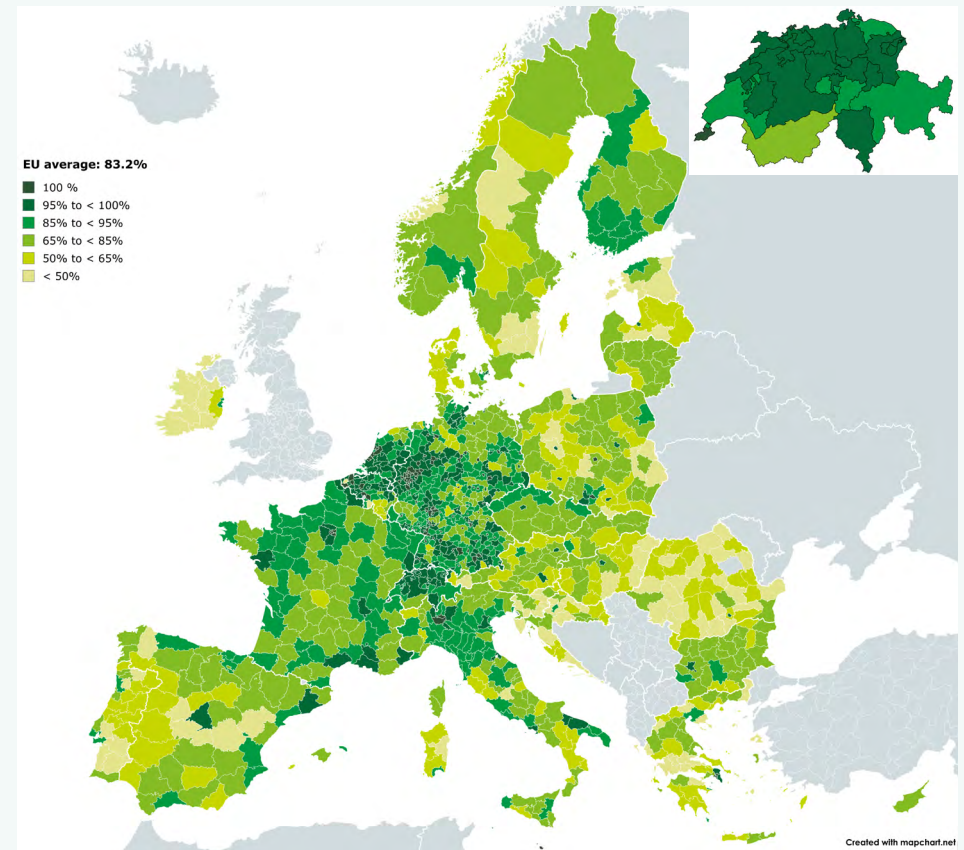 EU average: 83.2%
100 %
95% to < 100%
85% to < 95%
65% to < 85%
50% to < 65%
< 50%
Created with mapchart.net